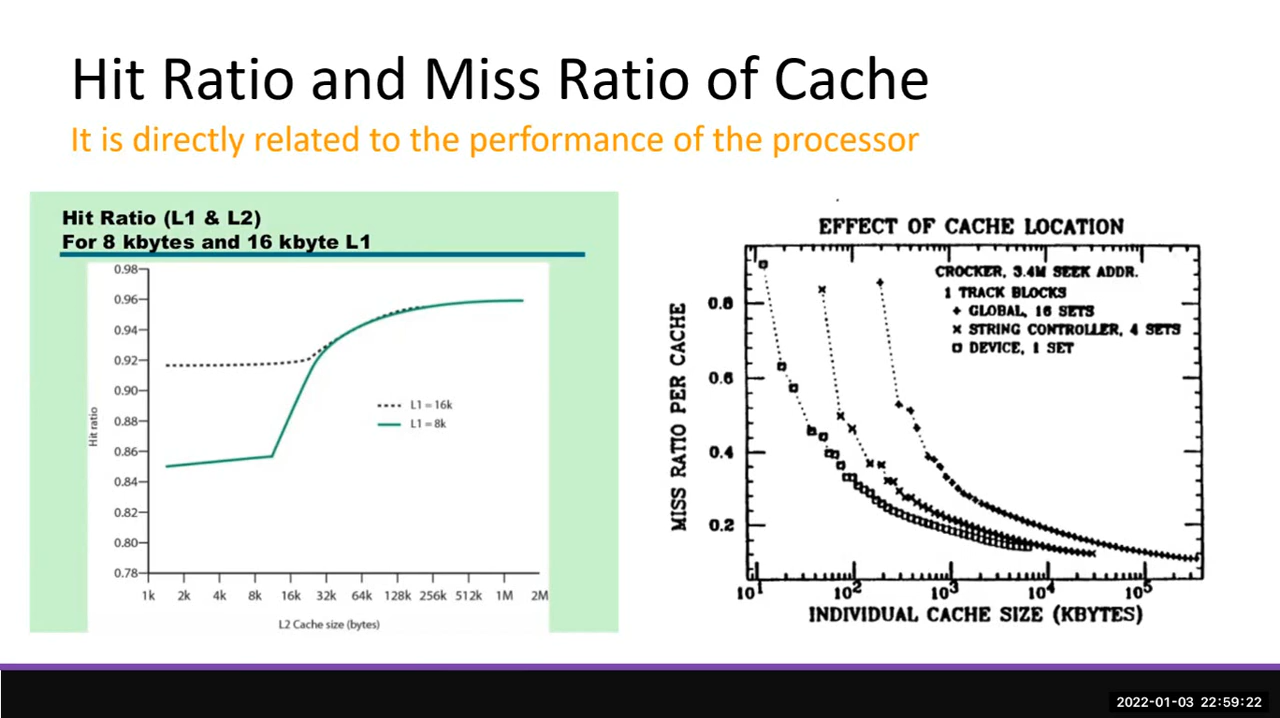 Hit Ratio and Miss Ratio of Cache
It is directly related to the performance of the processor
Hit Ratio (L1 & L2)
For 8 kbytes and 16 kbyte L1
0.98
0.96
0.94
0.92
0.90
0.88
0.86
0.84
0.82
0.80
0.78
Hit ratio
L1 = 16k
L1 = 8k
1k 2k 4k 8k 16k 32k 64k 128k 256k 512k 1M 2M
L2 Cache size (bytes)
EFFECT OF CACHE LOCATION
CROCKER, 3.4M SEEK ADDR.
1 TRACK BLOCKS
GLOBAL, 16 SETS
STRING CONTROLLER, 4 SETS
DEVICE, 1 SET
MISS RATIO PER CACHE
0.8
0.6
0.4
0.2
10¹ 10² 10³ 10⁴ 10⁵
INDIVIDUAL CACHE SIZE (KBYTES)
2022-01-03 22:59:22